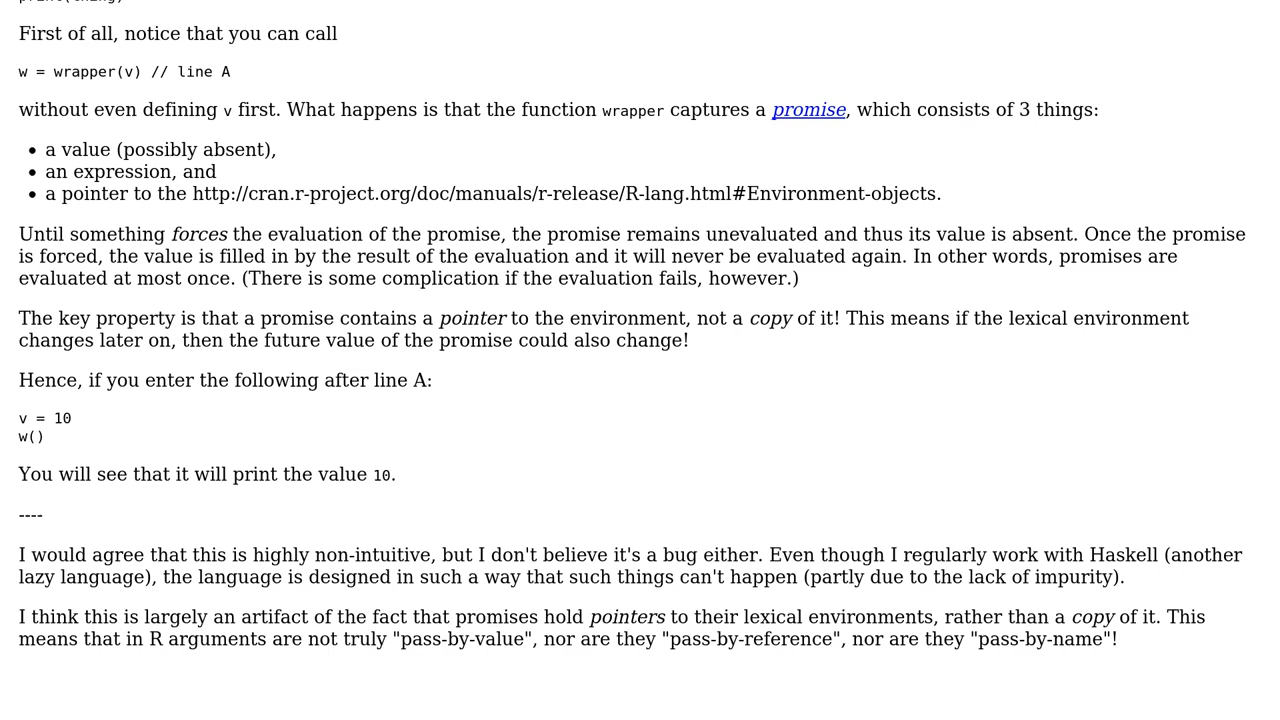 print(thing)
First of all, notice that you can call
w = wrapper(v) // line A
without even defining v first. What happens is that the function wrapper captures a promise, which consists of 3 things:
• a value (possibly absent),
• an expression, and
• a pointer to the http://cran.r-project.org/doc/manuals/r-release/R-lang.html#Environment-objects.
Until something forces the evaluation of the promise, the promise remains unevaluated and thus its value is absent. Once the promise
is forced, the value is filled in by the result of the evaluation and it will never be evaluated again. In other words, promises are
evaluated at most once. (There is some complication if the evaluation fails, however.)
The key property is that a promise contains a pointer to the environment, not a copy of it! This means if the lexical environment
changes later on, then the future value of the promise could also change!
Hence, if you enter the following after line A:
v = 10
w()
You will see that it will print the value 10.
----
I would agree that this is highly non-intuitive, but I don't believe it's a bug either. Even though I regularly work with Haskell (another
lazy language), the language is designed in such a way that such things can't happen (partly due to the lack of impurity).
I think this is largely an artifact of the fact that promises hold pointers to their lexical environments, rather than a copy of it. This
means that in R arguments are not truly "pass-by-value", nor are they "pass-by-reference", nor are they "pass-by-name"!